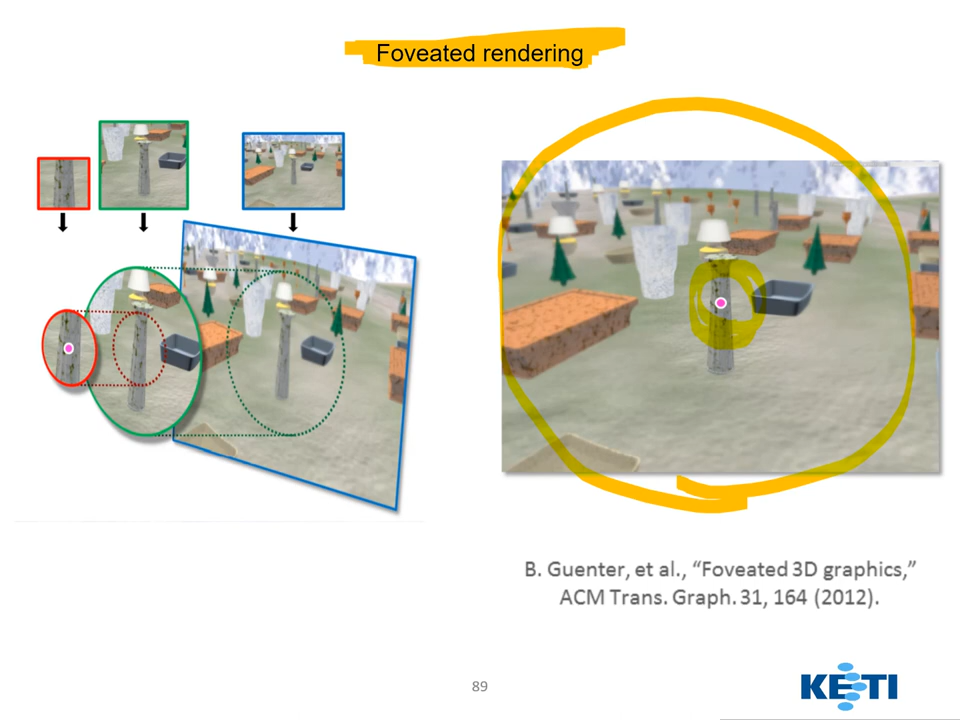 Foveated rendering
B. Guenter, et al., “Foveated 3D graphics,”
ACM Trans. Graph. 31, 164 (2012).
89
KETI